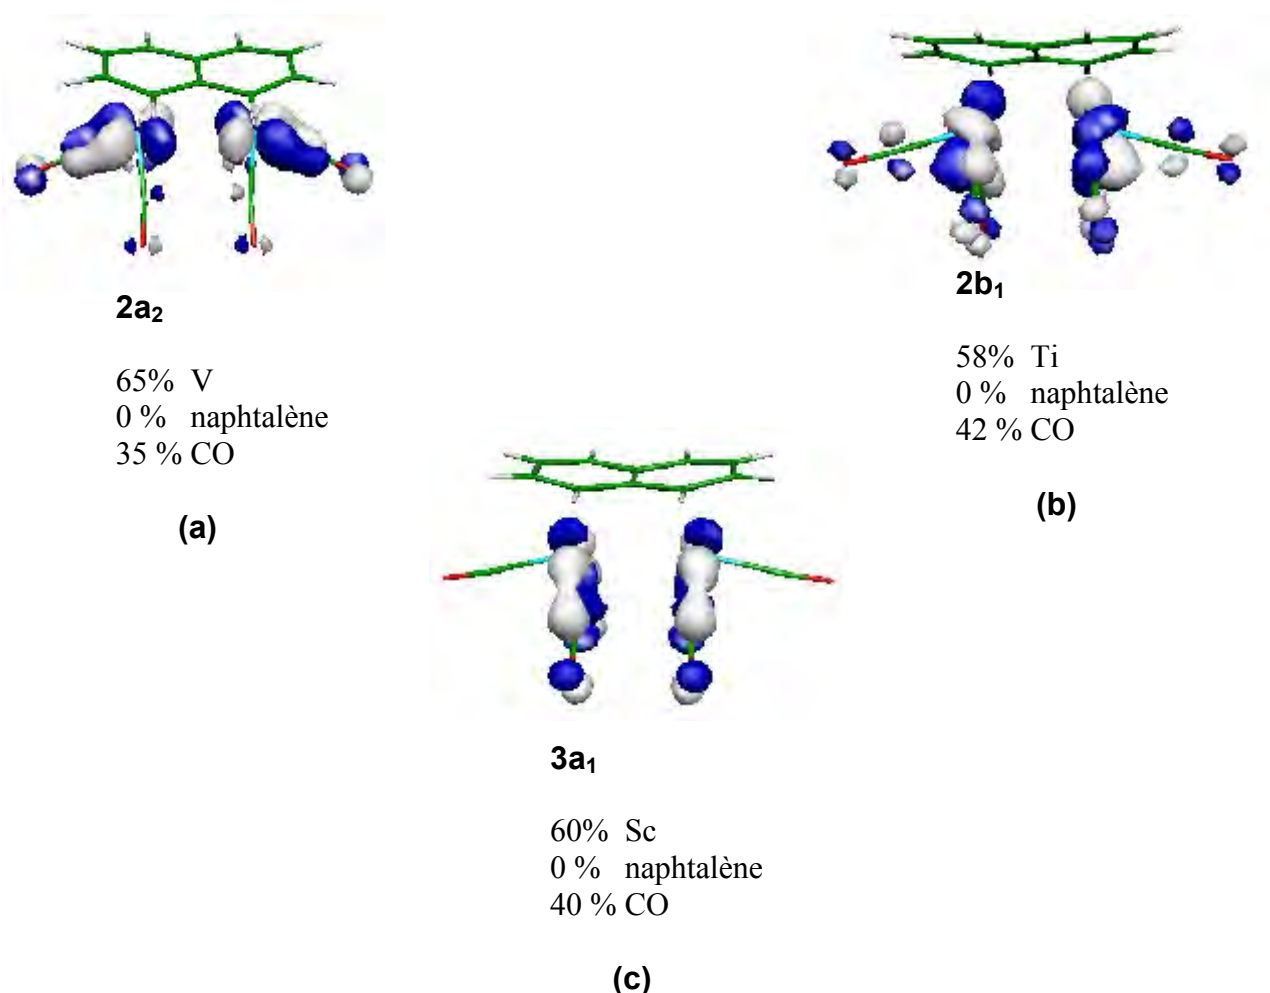 2a₂
65% V
0 % naphtalène
35 % CO
(a)
2b₁
58% Ti
0 % naphtalène
42 % CO
(b)
3a₁
60% Sc
0 % naphtalène
40 % CO
(c)